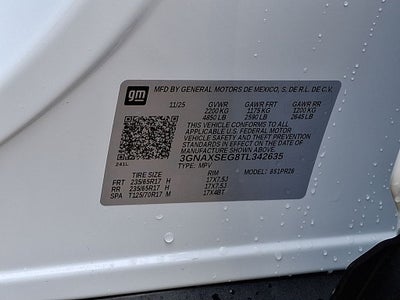 gm
MFD BY GENERAL MOTORS DE MEXICO, S. DE R.L. DE C.V.
11/25 GVWR GAWR FRT GAWR RR
2200 KG 1175 KG 1200 KG
4850 LB 2590 LB 2645 LB
THIS VEHICLE CONFORMS TO ALL
APPLICABLE U.S. FEDERAL MOTOR
VEHICLE SAFETY AND THEFT PREVENTION
STANDARDS IN EFFECT ON THE DATE OF
MANUFACTURE SHOWN ABOVE.
3GNAXSEG8TL342635
TYPE: MPV
241L
TIRE SIZE RIM MODEL: 851PR26
FRT 235/65R17 H 17X7.5J
RR 235/65R17 H 17X7.5J
SPA T125/70R17 M 17X4BT